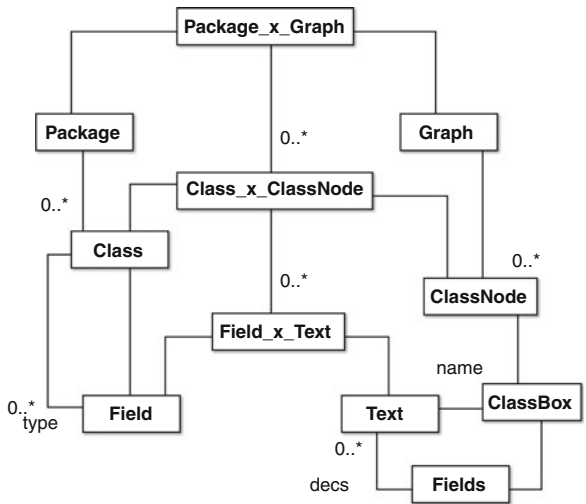 Package_x_Graph
Package
Graph
0..*
Class_x_ClassNode
0..*
Class
0..*
0..*
ClassNode
Field_x_Text
name
0..*
type
Field
Text
ClassBox
0..*
decs
Fields